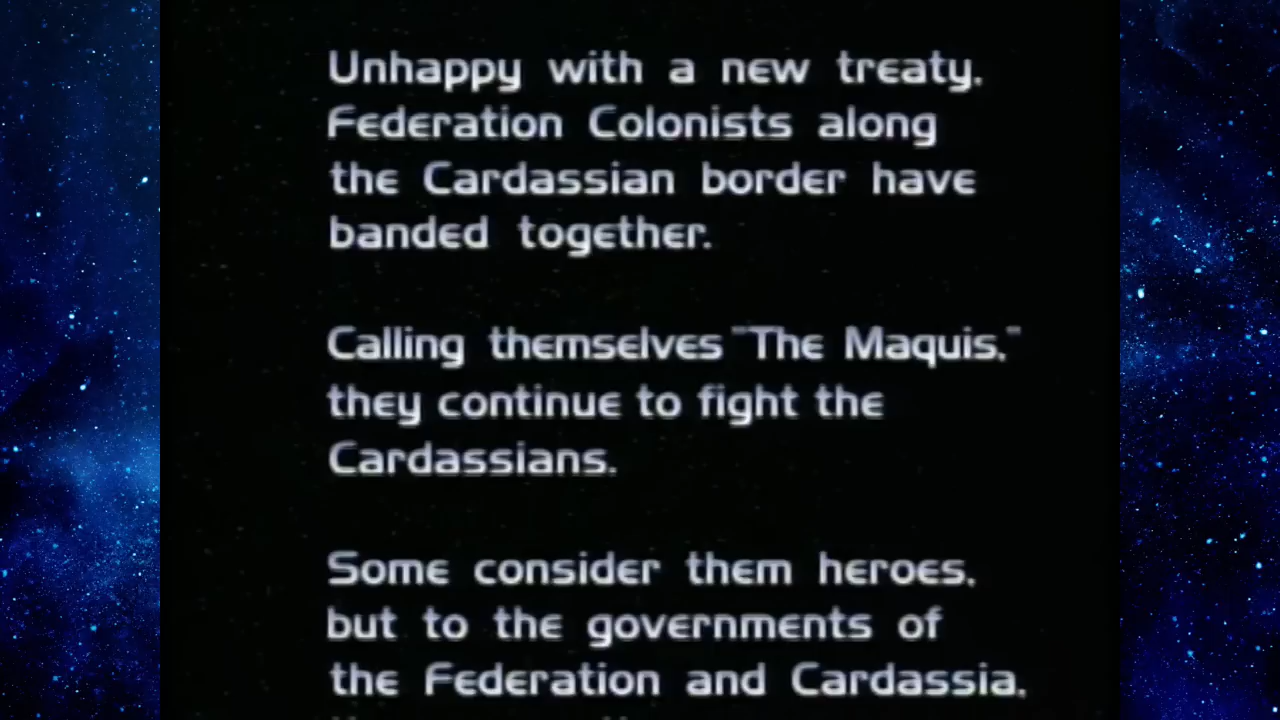 Unhappy with a new treaty,
Federation Colonists along
the Cardassian border have
banded together.
Calling themselves "The Maquis,"
they continue to fight the
Cardassians.
Some consider them heroes,
but to the governments of
the Federation and Cardassia,